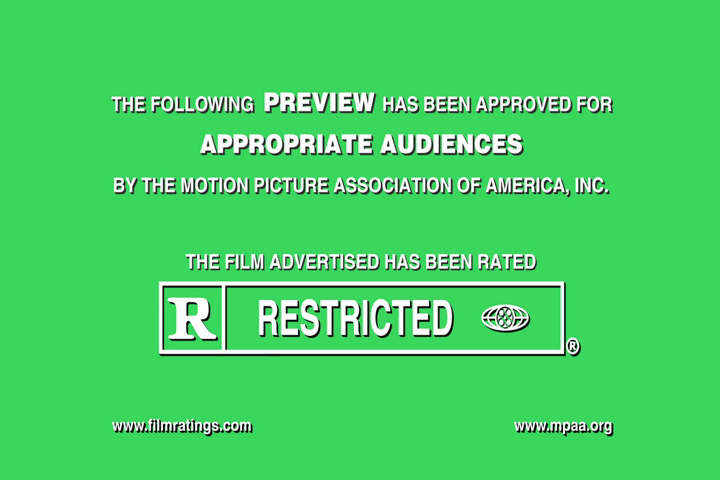 THE FOLLOWING PREVIEW HAS BEEN APPROVED FOR
APPROPRIATE AUDIENCES
BY THE MOTION PICTURE ASSOCIATION OF AMERICA, INC.
THE FILM ADVERTISED HAS BEEN RATED
R RESTRICTED ®
www.filmratings.com www.mpaa.org